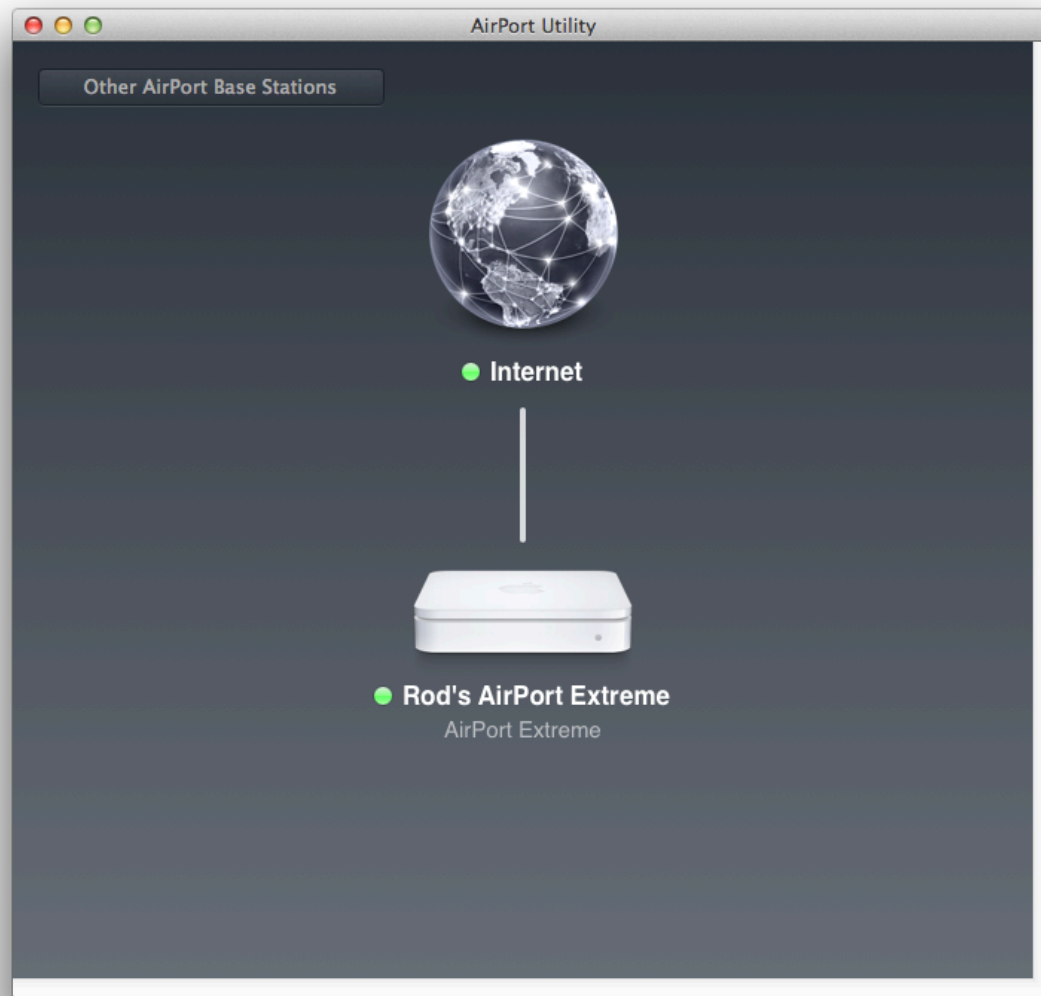 AirPort Utility
Other AirPort Base Stations
Internet
Rod's AirPort Extreme
AirPort Extreme